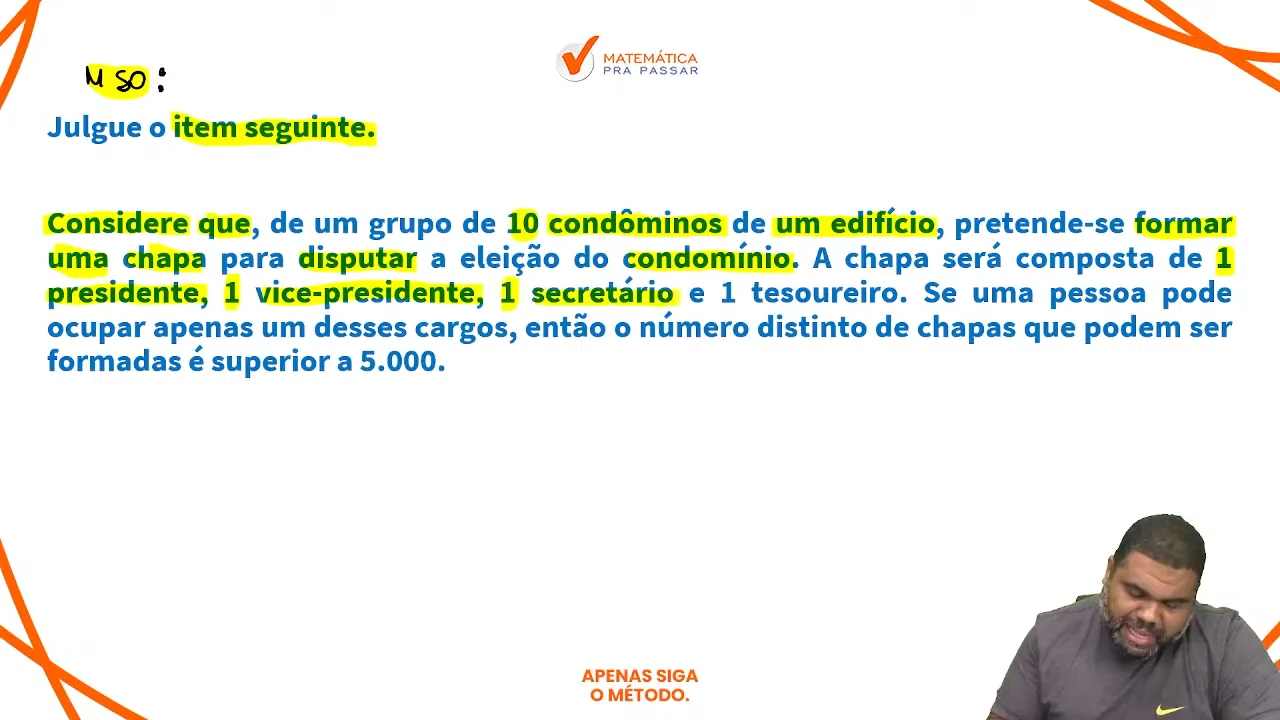 MATEMÁTICA
PRA PASSAR
M SO:
Julgue o item seguinte.
Considere que, de um grupo de 10 condôminos de um edifício, pretende-se formar
uma chapa para disputar a eleição do condomínio. A chapa será composta de 1
presidente, 1 vice-presidente, 1 secretário e 1 tesoureiro. Se uma pessoa pode
ocupar apenas um desses cargos, então o número distinto de chapas que podem ser
formadas é superior a 5.000.
APENAS SIGA
O MÉTODO.